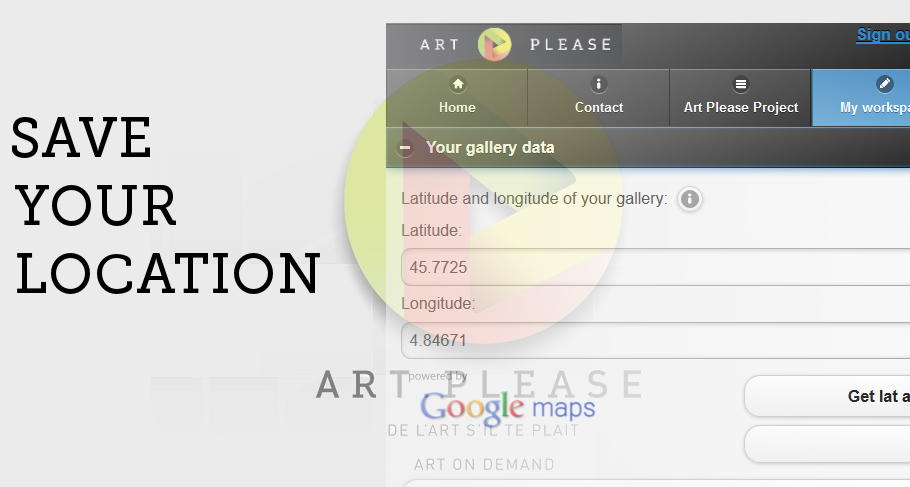 SAVE
YOUR
LOCATION
ART PLEASE
Sign ou
Home
Contact
Art Please Project
My workspa
Your gallery data
Latitude and longitude of your gallery:
Latitude:
45.7725
Longitude:
4.84671
powered by
Google maps
Get lat a
ART PLEASE
DE L'ART S'IL TE PLAIT
ART ON DEMAND